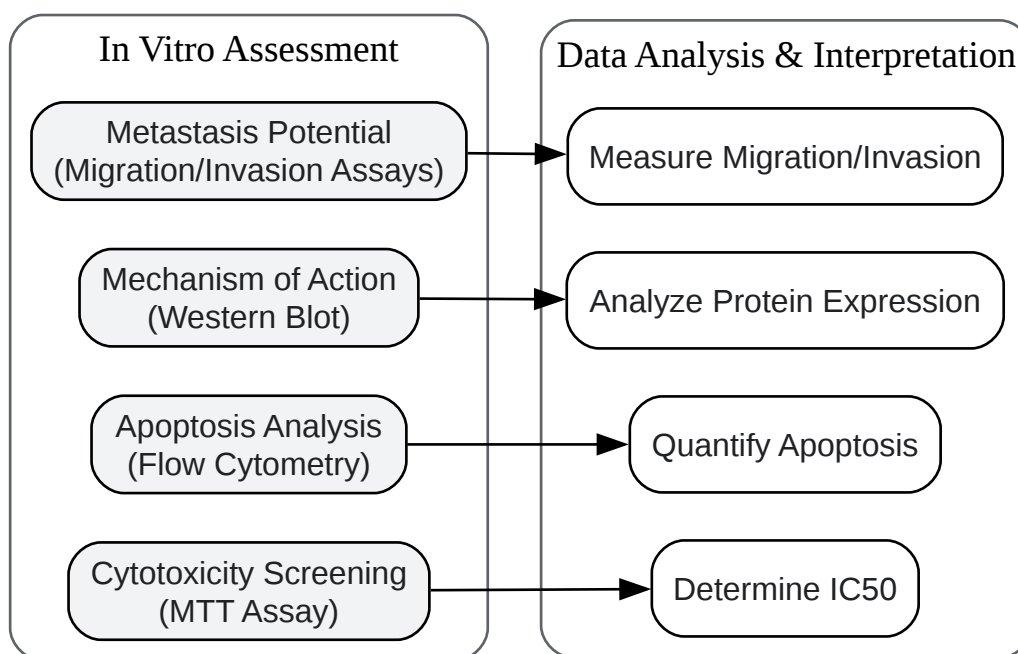 In Vitro Assessment
Metastasis Potential
(Migration/Invasion Assays)
Mechanism of Action
(Western Blot)
Apoptosis Analysis
(Flow Cytometry)
Cytotoxicity Screening
(MTT Assay)
Data Analysis & Interpretation
Measure Migration/Invasion
Analyze Protein Expression
Quantify Apoptosis
Determine IC50